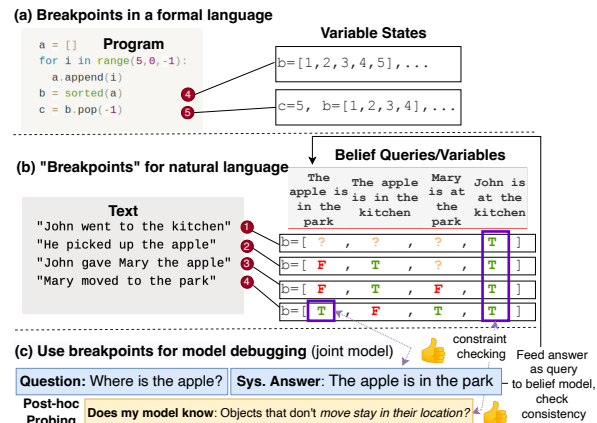 (a) Breakpoints in a formal language
Program
a = []
for i in range(5,0,-1):
a.append(i)
b = sorted(a)
c = b.pop(-1)
4
5
Variable States
b=[1,2,3,4,5],...
c=5, b=[1,2,3,4],...
(b) "Breakpoints" for natural language
Belief Queries/Variables
The apple is in the park
The apple is in the kitchen
Mary is at the park
John is at the kitchen
Text
"John went to the kitchen"
"He picked up the apple"
"John gave Mary the apple"
"Mary moved to the park"
1
2
3
4
b=[ ? , ? , ? , T ]
b=[ F , T , ? , T ]
b=[ F , T , F , T ]
b=[ T , F , T , T ]
constraint checking
(c) Use breakpoints for model debugging (joint model)
Question: Where is the apple?
Sys. Answer: The apple is in the park
Feed answer as query to belief model, check consistency
Post-hoc Probing
Does my model know: Objects that don't move stay in their location?